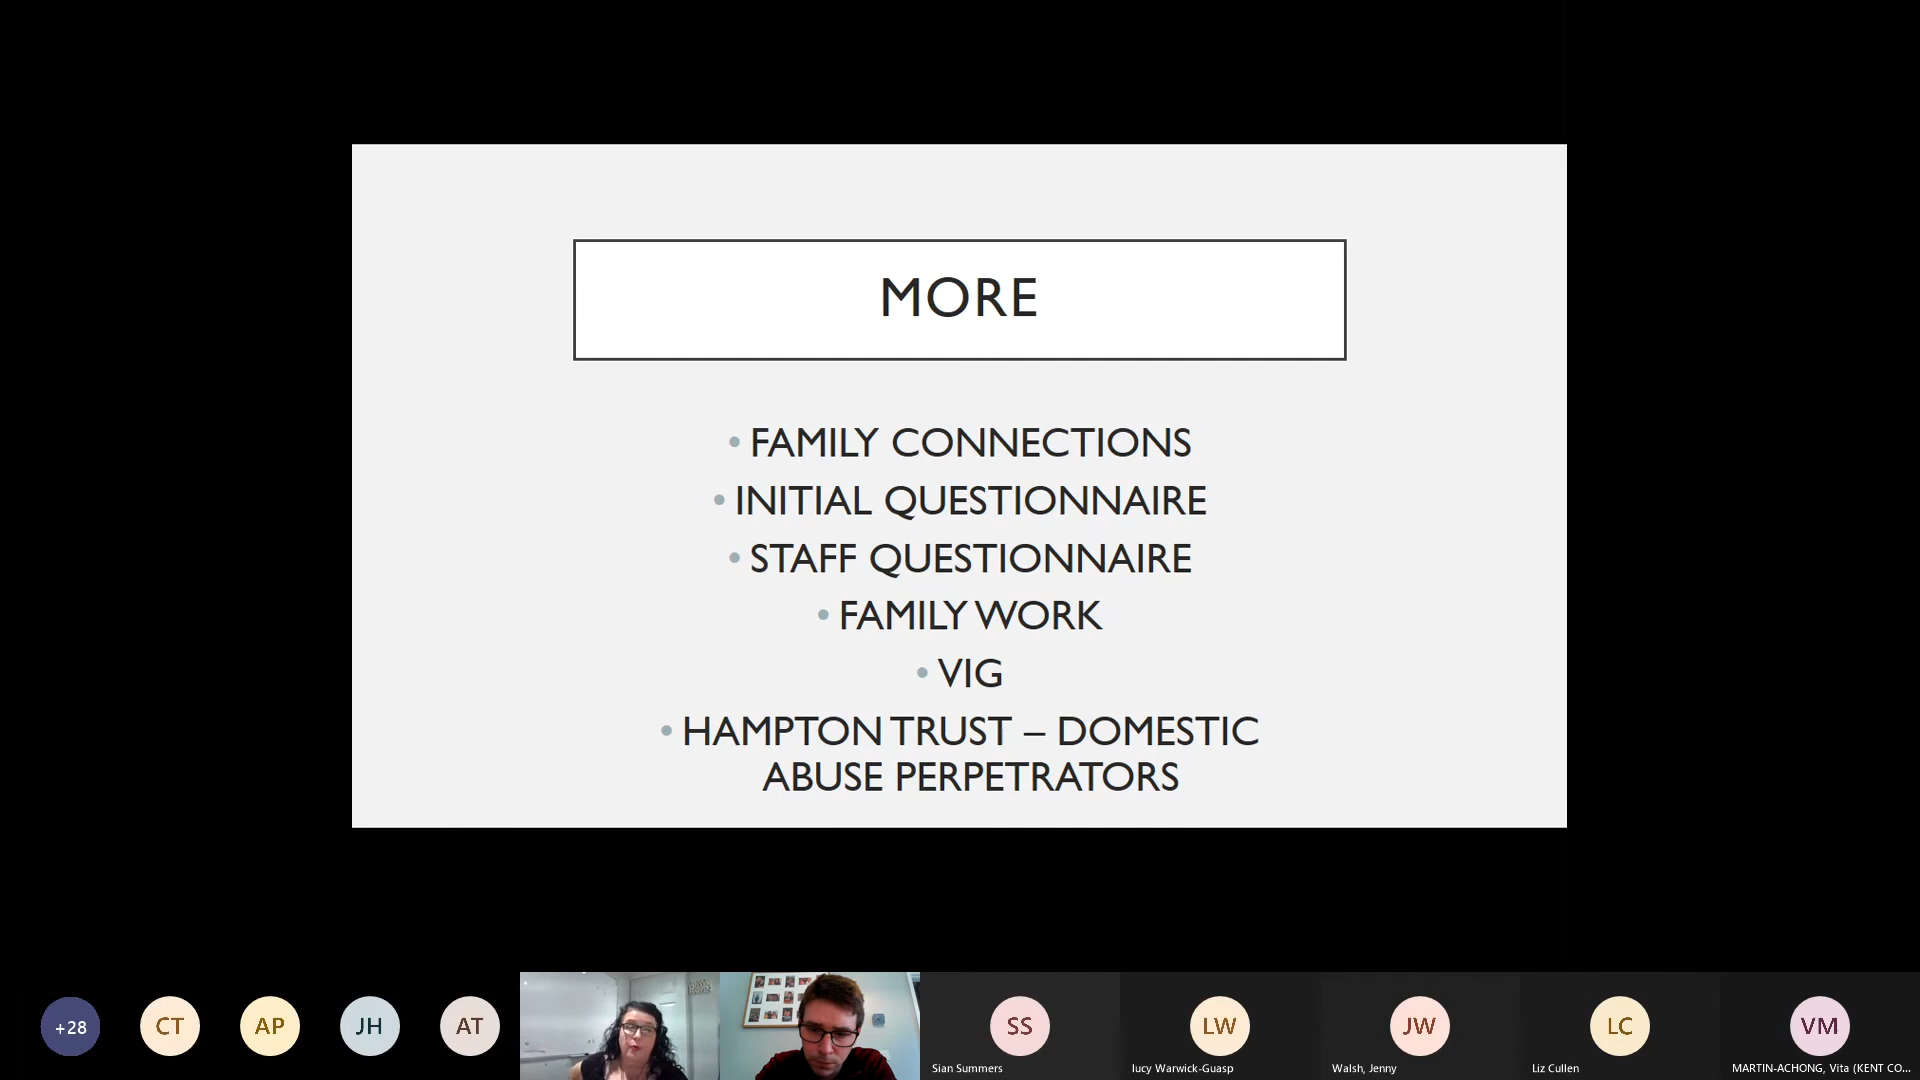 MORE
• FAMILY CONNECTIONS
• INITIAL QUESTIONNAIRE
• STAFF QUESTIONNAIRE
• FAMILY WORK
• VIG
• HAMPTON TRUST – DOMESTIC
ABUSE PERPETRATORS
+28
CT
AP
JH
AT
SS
LW
JW
LC
VM
Sian Summers
lucy Warwick-Guasp
Walsh, Jenny
Liz Cullen
MARTIN-ACHONG, Vita (KENT CO...